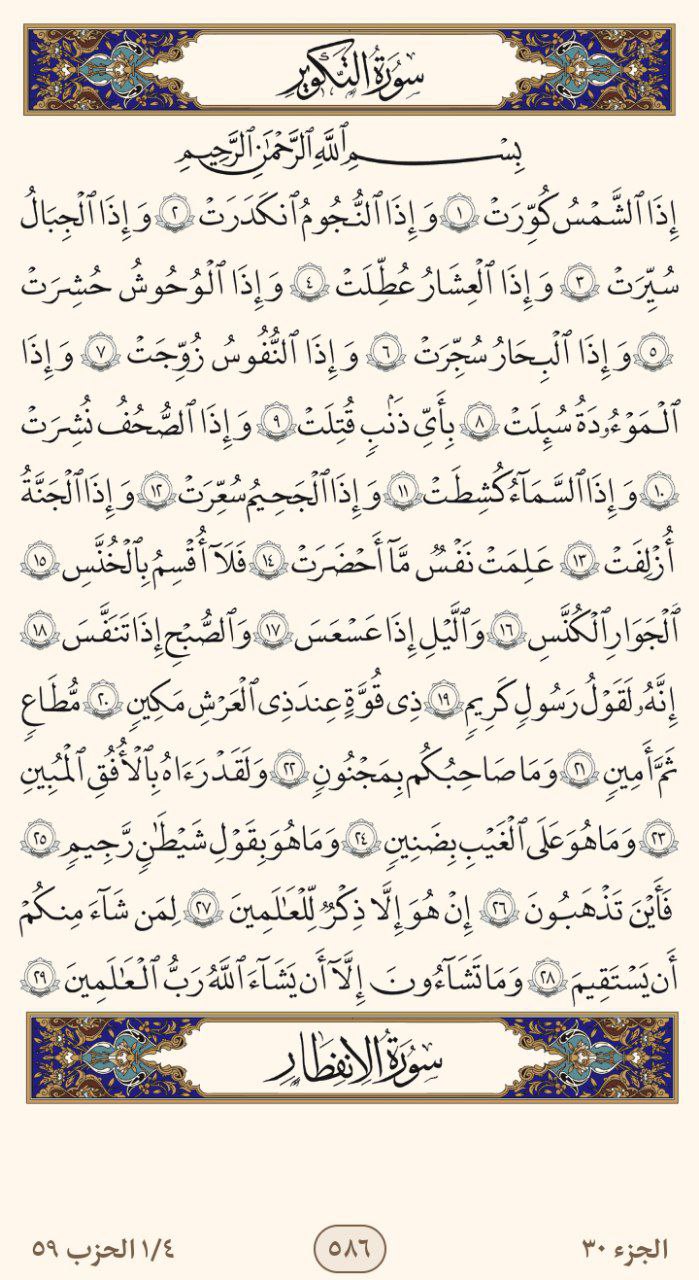 سُورَةُ التَّكْوِيرِ
بِسْمِ ٱللَّهِ ٱلرَّحْمَٰنِ ٱلرَّحِيمِ
إِذَا ٱلشَّمْسُ كُوِّرَتْ ١ وَإِذَا ٱلنُّجُومُ ٱنكَدَرَتْ ٢ وَإِذَا ٱلْجِبَالُ
سُيِّرَتْ ٣ وَإِذَا ٱلْعِشَارُ عُطِّلَتْ ٤ وَإِذَا ٱلْوُحُوشُ حُشِرَتْ
٥ وَإِذَا ٱلْبِحَارُ سُجِّرَتْ ٦ وَإِذَا ٱلنُّفُوسُ زُوِّجَتْ ٧ وَإِذَا
ٱلْمَوْءُۥدَةُ سُئِلَتْ ٨ بِأَيِّ ذَنۢبٍ قُتِلَتْ ٩ وَإِذَا ٱلصُّحُفُ نُشِرَتْ
١٠ وَإِذَا ٱلسَّمَآءُ كُشِطَتْ ١١ وَإِذَا ٱلْجَحِيمُ سُعِّرَتْ ١٢ وَإِذَا ٱلْجَنَّةُ
أُزْلِفَتْ ١٣ عَلِمَتْ نَفْسٌ مَّآ أَحْضَرَتْ ١٤ فَلَآ أُقْسِمُ بِٱلْخُنَّسِ ١٥
ٱلْجَوَارِ ٱلْكُنَّسِ ١٦ وَٱلَّيْلِ إِذَا عَسْعَسَ ١٧ وَٱلصُّبْحِ إِذَا تَنَفَّسَ ١٨
إِنَّهُۥ لَقَوْلُ رَسُولٍ كَرِيمٍ ١٩ ذِى قُوَّةٍ عِندَ ذِى ٱلْعَرْشِ مَكِينٍ ٢٠ مُّطَاعٍ
ثَمَّ أَمِينٍ ٢١ وَمَا صَاحِبُكُم بِمَجْنُونٍ ٢٢ وَلَقَدْ رَءَاهُ بِٱلْأُفُقِ ٱلْمُبِينِ
٢٣ وَمَا هُوَ عَلَى ٱلْغَيْبِ بِضَنِينٍ ٢٤ وَمَا هُوَ بِقَوْلِ شَيْطَٰنٍ رَّجِيمٍ ٢٥
فَأَيْنَ تَذْهَبُونَ ٢٦ إِنْ هُوَ إِلَّا ذِكْرٌ لِّلْعَٰلَمِينَ ٢٧ لِمَن شَآءَ مِنكُمْ
أَن يَسْتَقِيمَ ٢٨ وَمَا تَشَآءُونَ إِلَّآ أَن يَشَآءَ ٱللَّهُ رَبُّ ٱلْعَٰلَمِينَ ٢٩
سُورَةُ الِانفِطَارِ
الجزء ٣٠ ٥٨٦ ١/٤ الحزب ٥٩